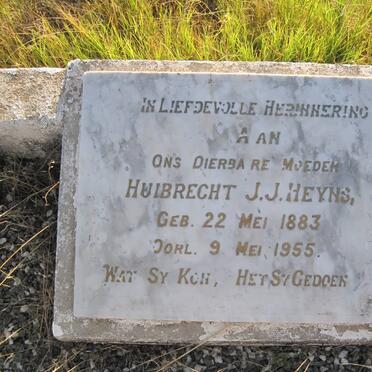 IN LIEFDEVOLLE HERINNERING
AAN
ONS DIERBARE MOEDER
HUIBRECHT J.J. HEYNS,
GEB. 22 MEI 1883
OORL. 9 MEI 1955.
WAT SY KON, HET SY GEDOEN